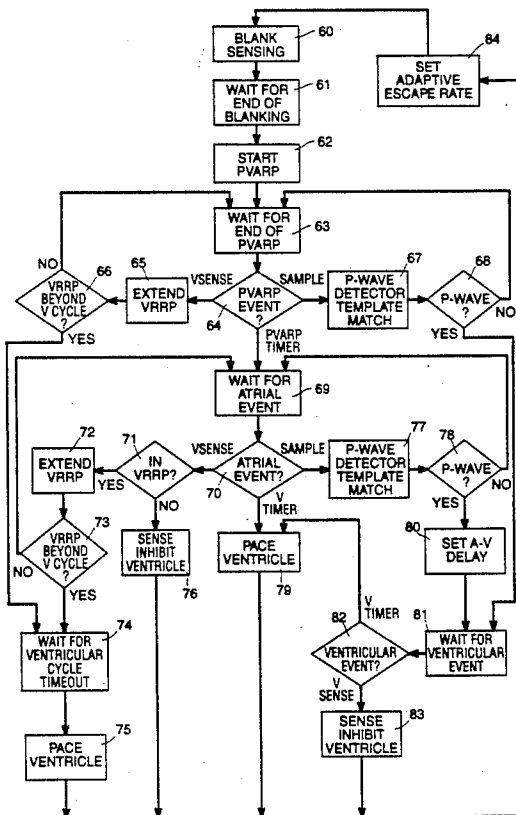 BLANK
SENSING
60
84
SET
ADAPTIVE
ESCAPE RATE
WAIT FOR
END OF
BLANKING
61
START
PVARP
62
WAIT FOR
END OF
PVARP
63
NO
66
VRRP
BEYOND
V CYCLE
?
YES
65
EXTEND
VRRP
VSENSE
PVARP
EVENT
?
64
SAMPLE
PVARP
TIMER
67
P-WAVE
DETECTOR
TEMPLATE
MATCH
68
P-WAVE
?
NO
YES
WAIT FOR
ATRIAL
EVENT
69
72
EXTEND
VRRP
71
IN
VRRP?
YES
NO
VSENSE
ATRIAL
EVENT?
70
SAMPLE
V
TIMER
77
P-WAVE
DETECTOR
TEMPLATE
MATCH
78
P-WAVE
?
NO
YES
73
VRRP
BEYOND
V CYCLE
?
NO
YES
SENSE
INHIBIT
VENTRICLE
76
PACE
VENTRICLE
79
80
SET A-V
DELAY
74
WAIT FOR
VENTRICULAR
CYCLE
TIMEOUT
V
TIMER
82
VENTRICULAR
EVENT?
V
SENSE
81
WAIT FOR
VENTRICULAR
EVENT
75
PACE
VENTRICLE
SENSE
INHIBIT
VENTRICLE
83